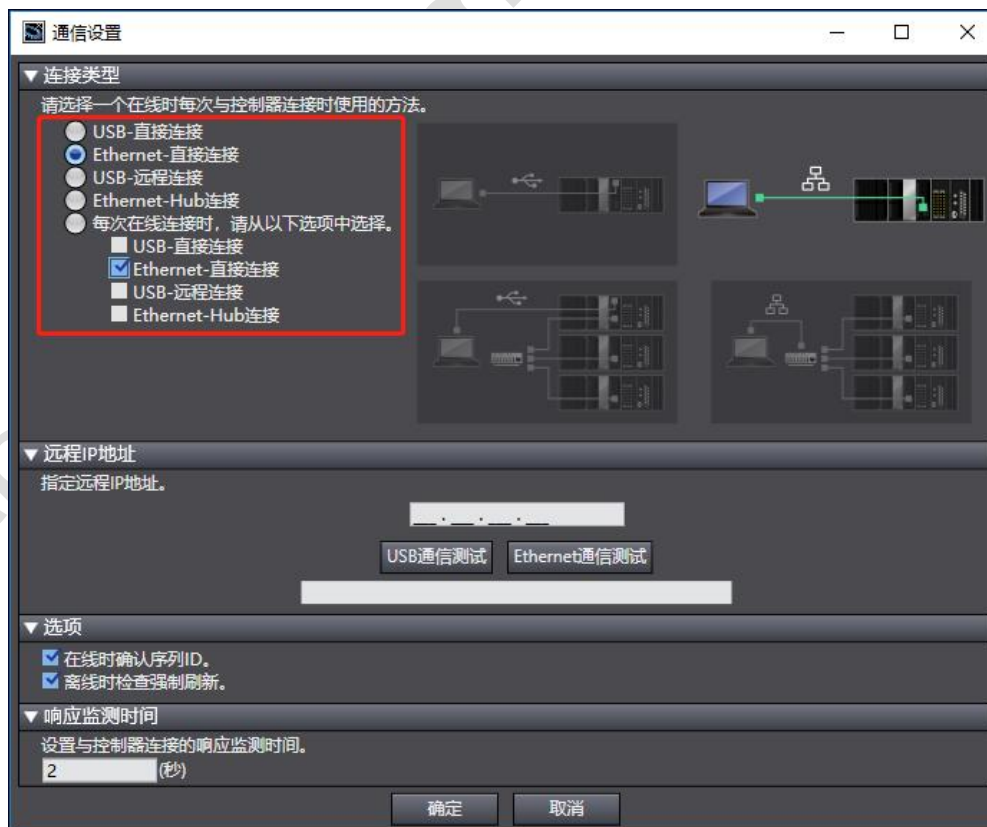 通信设置
▼连接类型
请选择一个在线时每次与控制器连接时使用的方法。
USB-直接连接
Ethernet-直接连接
USB-远程连接
Ethernet-Hub连接
每次在线连接时，请从以下选项中选择。
USB-直接连接
Ethernet-直接连接
USB-远程连接
Ethernet-Hub连接
▼远程IP地址
指定远程IP地址。
__.__.__.__
USB通信测试 Ethernet通信测试
▼选项
在线时确认序列ID。
离线时检查强制刷新。
▼响应监测时间
设置与控制器连接的响应监测时间。
2 (秒)
确定 取消